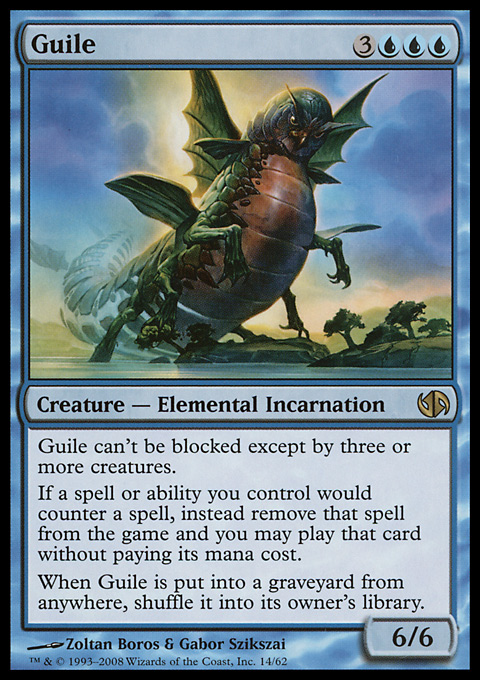 Guile 3
Creature — Elemental Incarnation
Guile can't be blocked except by three or
more creatures.
If a spell or ability you control would
counter a spell, instead remove that spell
from the game and you may play that card
without paying its mana cost.
When Guile is put into a graveyard from
anywhere, shuffle it into its owner's library.
Zoltan Boros & Gabor Szikszai
6/6
™ & © 1993–2008 Wizards of the Coast, Inc. 14/62